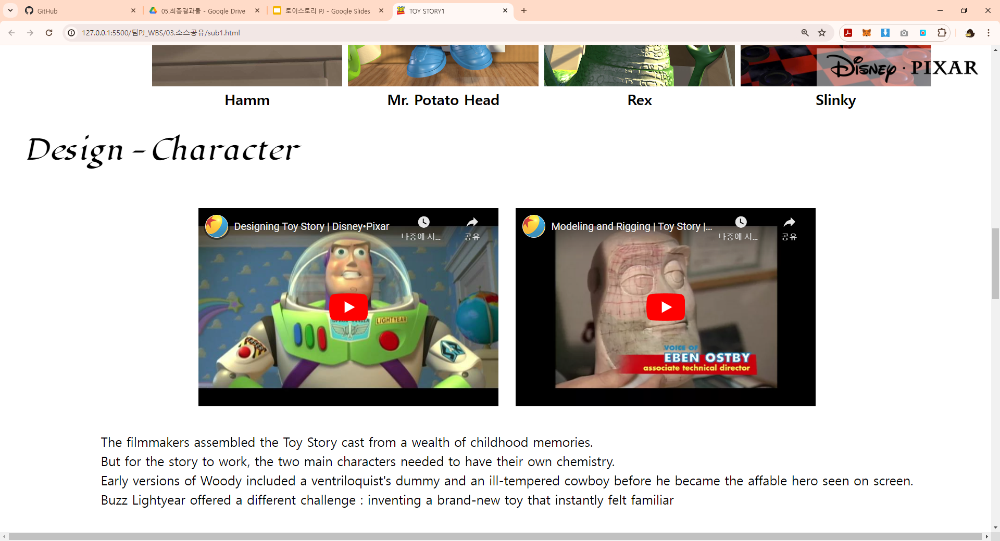 GitHub
05.최종결과물 - Google Drive
토이스토리 PJ - Google Slides
TOY STORY1
127.0.0.1:5500/팀PJ_WBS/03.소스공유/sub1.html
Disney · PIXAR
Hamm
Mr. Potato Head
Rex
Slinky
Design - Character
Designing Toy Story | Disney•Pixar
나중에 시...
공유
SPACE RANGER
LIGHTYEAR
LASER
Modeling and Rigging | Toy Story |...
나중에 시...
공유
VOICE OF
EBEN OSTBY
associate technical director
The filmmakers assembled the Toy Story cast from a wealth of childhood memories.
But for the story to work, the two main characters needed to have their own chemistry.
Early versions of Woody included a ventriloquist's dummy and an ill-tempered cowboy before he became the affable hero seen on screen.
Buzz Lightyear offered a different challenge : inventing a brand-new toy that instantly felt familiar